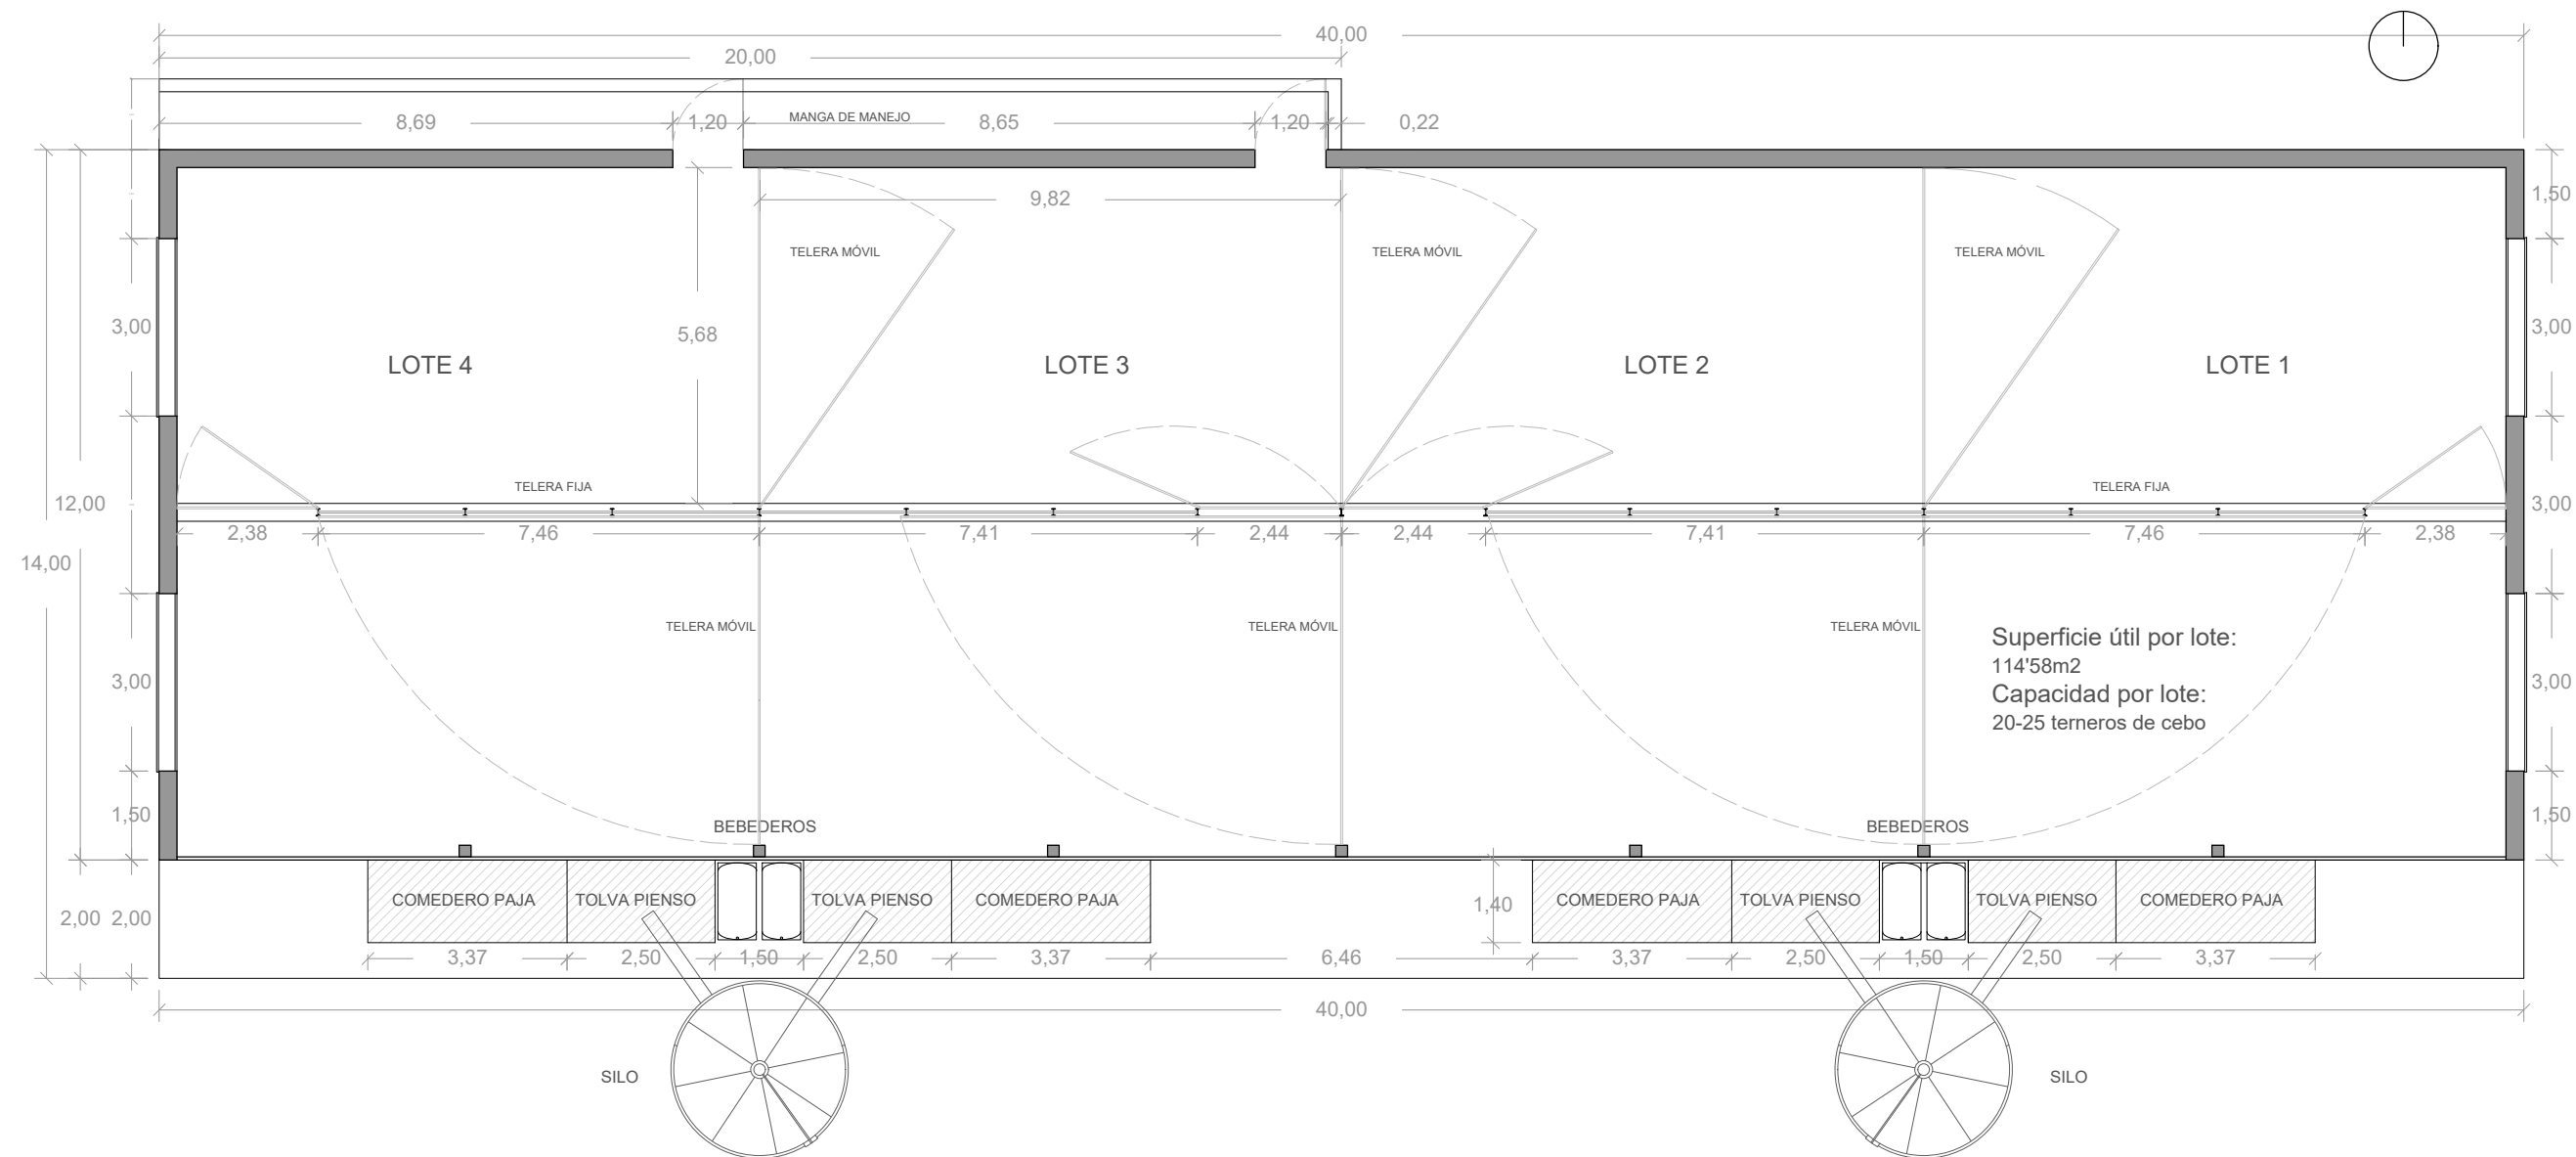 40,00
20,00
8,69
1,20
MANGA DE MANEJO
8,65
1,20
0,22
1,50
9,82
TELERA MÓVIL
TELERA MÓVIL
TELERA MÓVIL
3,00
5,68
3,00
LOTE 4
LOTE 3
LOTE 2
LOTE 1
TELERA FIJA
TELERA FIJA
12,00
3,00
2,38
7,46
7,41
2,44
2,44
7,41
7,46
2,38
14,00
TELERA MÓVIL
TELERA MÓVIL
TELERA MÓVIL
Superficie útil por lote:
114'58m2
Capacidad por lote:
20-25 terneros de cebo
3,00
3,00
1,50
1,50
BEBEDEROS
BEBEDEROS
COMEDERO PAJA
TOLVA PIENSO
TOLVA PIENSO
COMEDERO PAJA
1,40
COMEDERO PAJA
TOLVA PIENSO
TOLVA PIENSO
COMEDERO PAJA
2,00
2,00
3,37
2,50
1,50
2,50
3,37
6,46
3,37
2,50
1,50
2,50
3,37
40,00
SILO
SILO